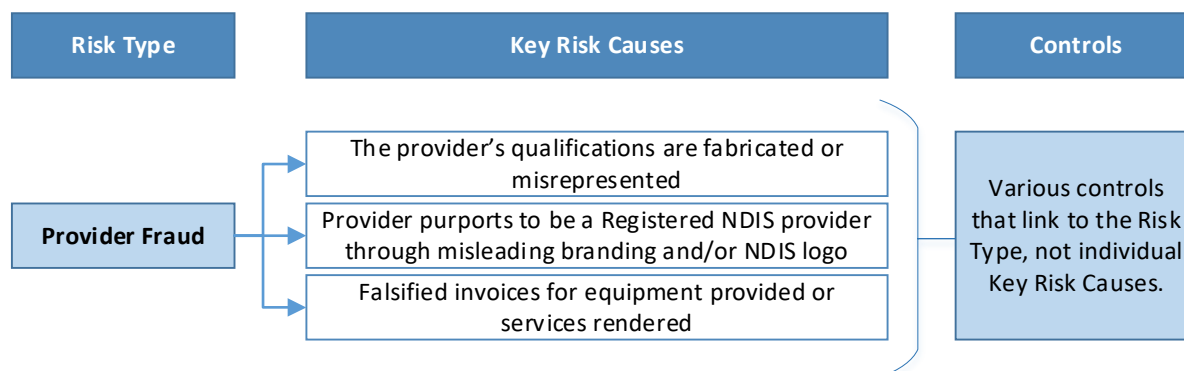 Risk Type
Key Risk Causes
Controls
The provider's qualifications are fabricated or
misrepresented
Provider Fraud
Provider purports to be a Registered NDIS provider
through misleading branding and/or NDIS logo
Falsified invoices for equipment provided or
services rendered
Various controls
that link to the Risk
Type, not individual
Key Risk Causes.